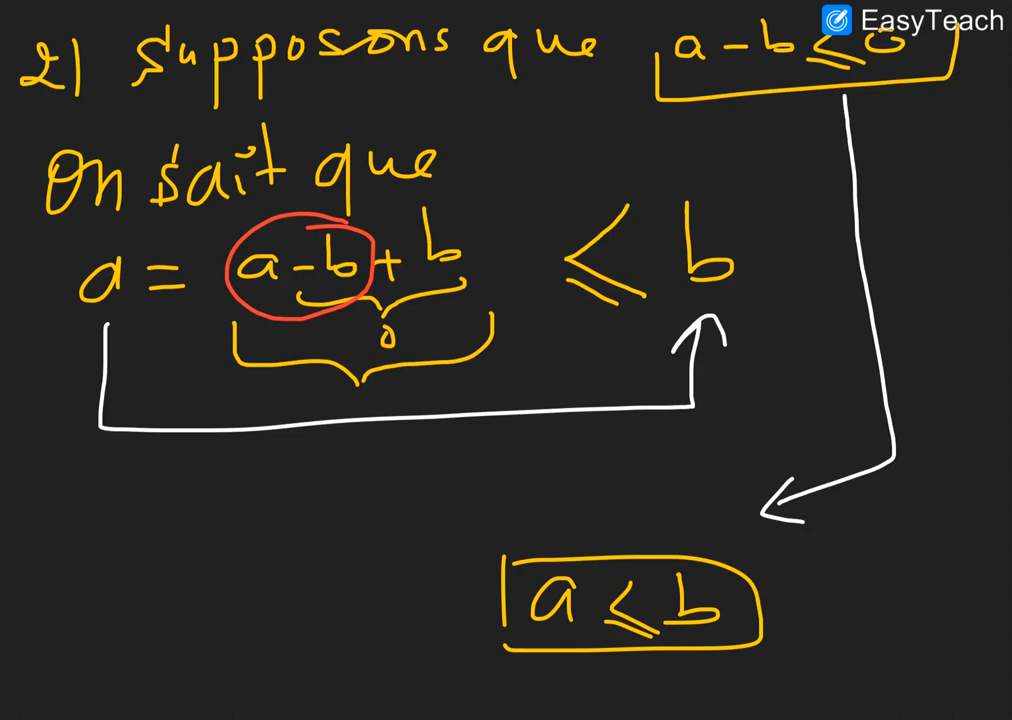 EasyTeach
2) Supposons que a - b ≤ 0
On sait que
a = a - b + b ≤ b
0
a ≤ b